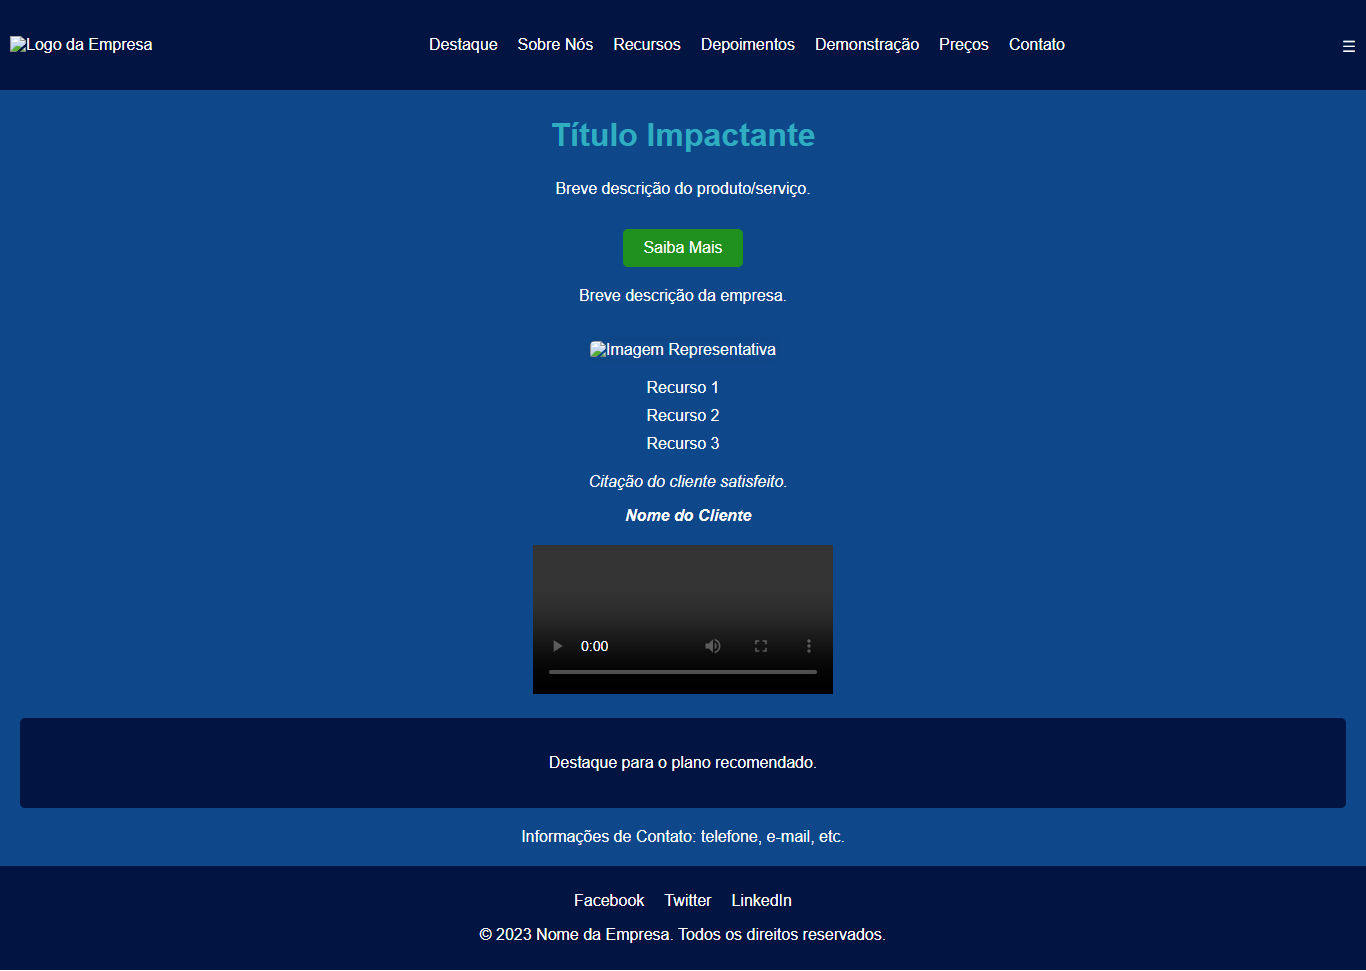 Logo da Empresa Destaque Sobre Nós Recursos Depoimentos Demonstração Preços Contato ☰
Título Impactante
Breve descrição do produto/serviço.
Saiba Mais
Breve descrição da empresa.
Imagem Representativa
Recurso 1
Recurso 2
Recurso 3
Citação do cliente satisfeito.
Nome do Cliente
0:00
Destaque para o plano recomendado.
Informações de Contato: telefone, e-mail, etc.
Facebook Twitter LinkedIn
© 2023 Nome da Empresa. Todos os direitos reservados.